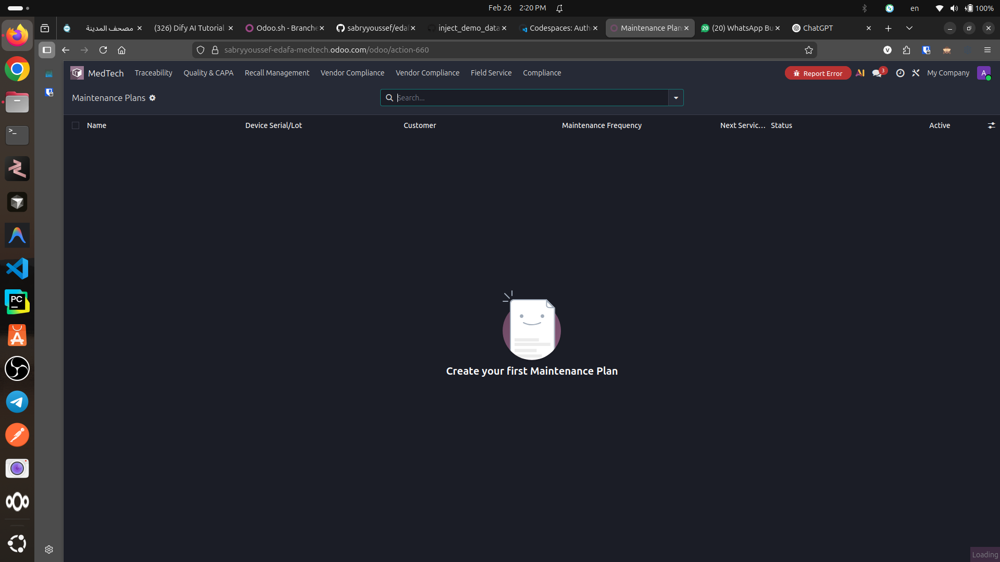 Feb 26 2:20 PM
en
100%
مصحف المدينة
(326) Dify AI Tutorial
Odoo.sh - Branche
sabryyoussef/eda
inject_demo_data
Codespaces: Auth
Maintenance Plan
20
(20) WhatsApp Bu
ChatGPT
sabryyoussef-edafa-medtech.odoo.com/odoo/action-660
V
MedTech
Traceability
Quality & CAPA
Recall Management
Vendor Compliance
Vendor Compliance
Field Service
Compliance
Report Error
AI
3
My Company
A
Maintenance Plans
Search...
Name
Device Serial/Lot
Customer
Maintenance Frequency
Next Servic...
Status
Active
>_
PC
Create your first Maintenance Plan
Loading